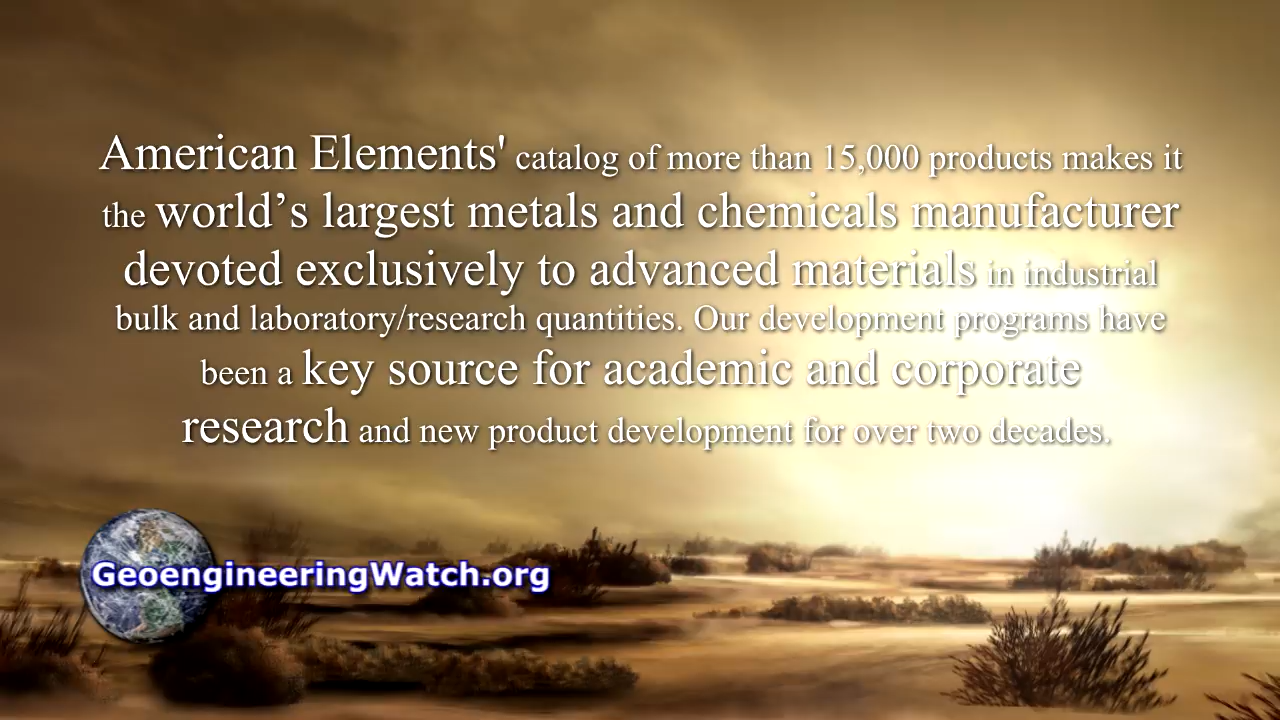 American Elements' catalog of more than 15,000 products makes it
the world’s largest metals and chemicals manufacturer
devoted exclusively to advanced materials in industrial
bulk and laboratory/research quantities. Our development programs have
been a key source for academic and corporate
research and new product development for over two decades.
GeoengineeringWatch.org